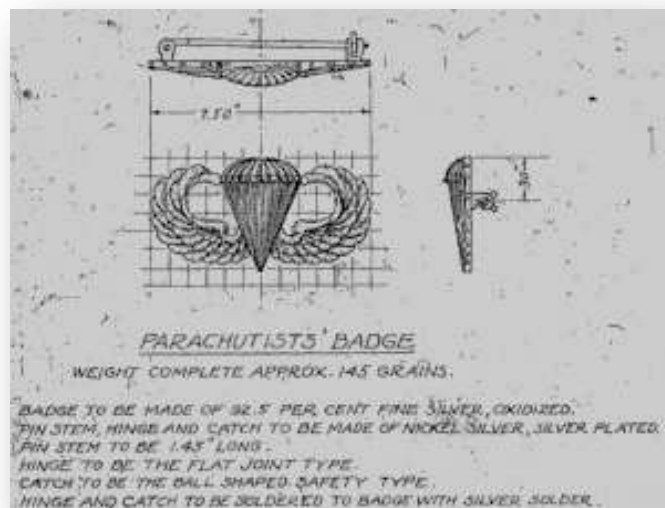 1.50"
.30
PARACHUTISTS' BADGE
WEIGHT COMPLETE APPROX. 145 GRAINS.
BADGE TO BE MADE OF 92.5 PER CENT FINE SILVER, OXIDIZED.
PIN STEM, HINGE AND CATCH TO BE MADE OF NICKEL SILVER, SILVER PLATED.
PIN STEM TO BE 1.45" LONG.
HINGE TO BE THE FLAT JOINT TYPE.
CATCH TO BE THE BALL SHAPED SAFETY TYPE.
HINGE AND CATCH TO BE SOLDERED TO BADGE WITH SILVER SOLDER.